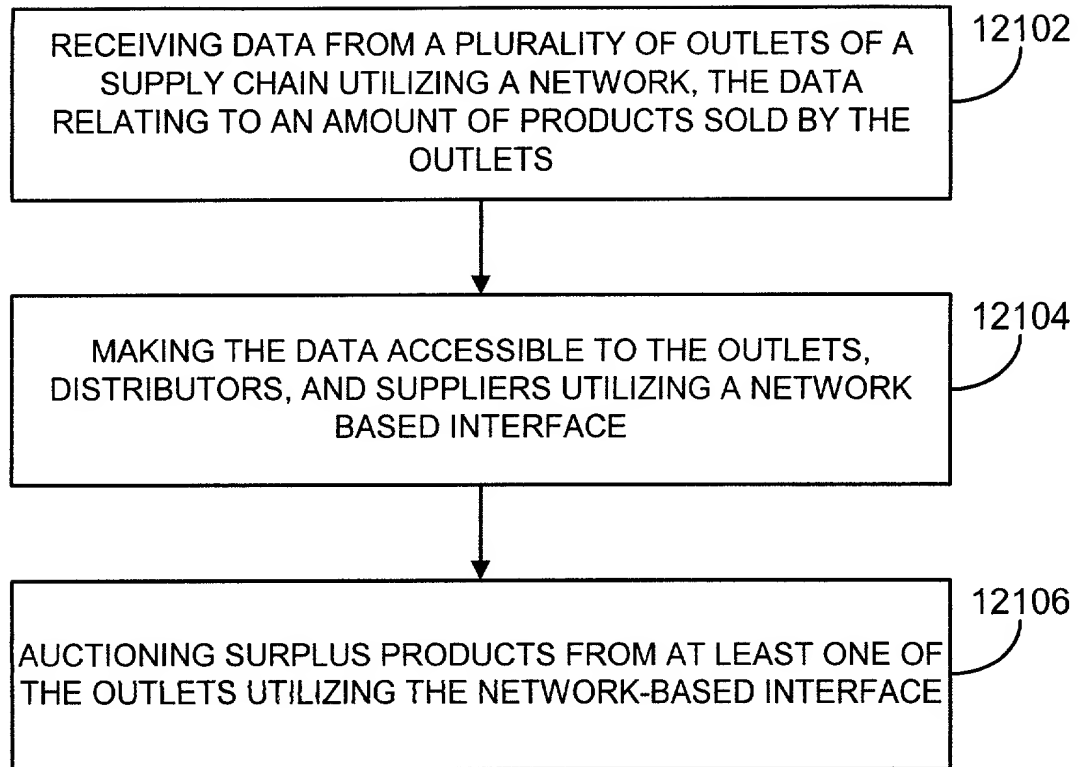 RECEIVING DATA FROM A PLURALITY OF OUTLETS OF A
SUPPLY CHAIN UTILIZING A NETWORK, THE DATA
RELATING TO AN AMOUNT OF PRODUCTS SOLD BY THE
OUTLETS
12102
MAKING THE DATA ACCESSIBLE TO THE OUTLETS,
DISTRIBUTORS, AND SUPPLIERS UTILIZING A NETWORK
BASED INTERFACE
12104
AUCTIONING SURPLUS PRODUCTS FROM AT LEAST ONE OF
THE OUTLETS UTILIZING THE NETWORK-BASED INTERFACE
12106